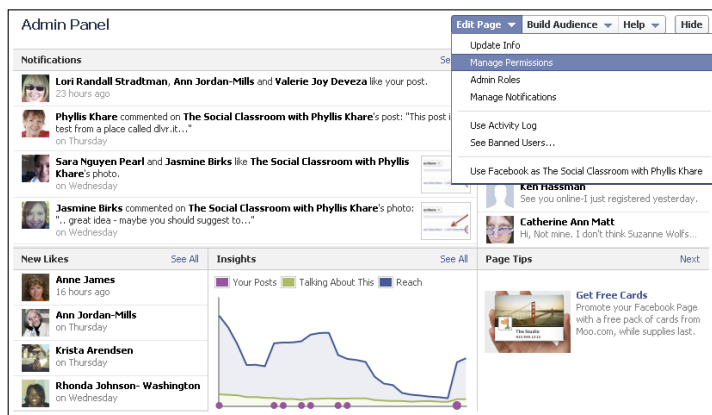 Admin Panel
Edit Page Build Audience Help Hide
Update Info
Manage Permissions
Admin Roles
Manage Notifications
Use Activity Log
See Banned Users...
Use Facebook as The Social Classroom with Phyllis Khare
Notifications Se
Lori Randall Stradtman, Ann Jordan-Mills and Valerie Joy Deveza like your post.
23 hours ago
Phyllis Khare commented on The Social Classroom with Phyllis Khare's post: "This post i
test from a place called dlvr.it..."
on Thursday
Sara Nguyen Pearl and Jasmine Birks like The Social Classroom with Phyllis
Khare's photo.
on Wednesday
Jasmine Birks commented on The Social Classroom with Phyllis Khare's photo:
".. great idea - maybe you should suggest to..."
on Wednesday
Ken Hassman
See you online-I just registered yesterday.
Catherine Ann Matt
Hi, Not mine. I don't think Suzanne Wolfs...
New Likes See All
Anne James
16 hours ago
Ann Jordan-Mills
on Thursday
Krista Arendsen
on Thursday
Rhonda Johnson- Washington
on Wednesday
Insights See All
Your Posts Talking About This Reach
Page Tips Next
The Studio
Get Free Cards
Promote your Facebook Page
with a free pack of cards from
Moo.com, while supplies last.